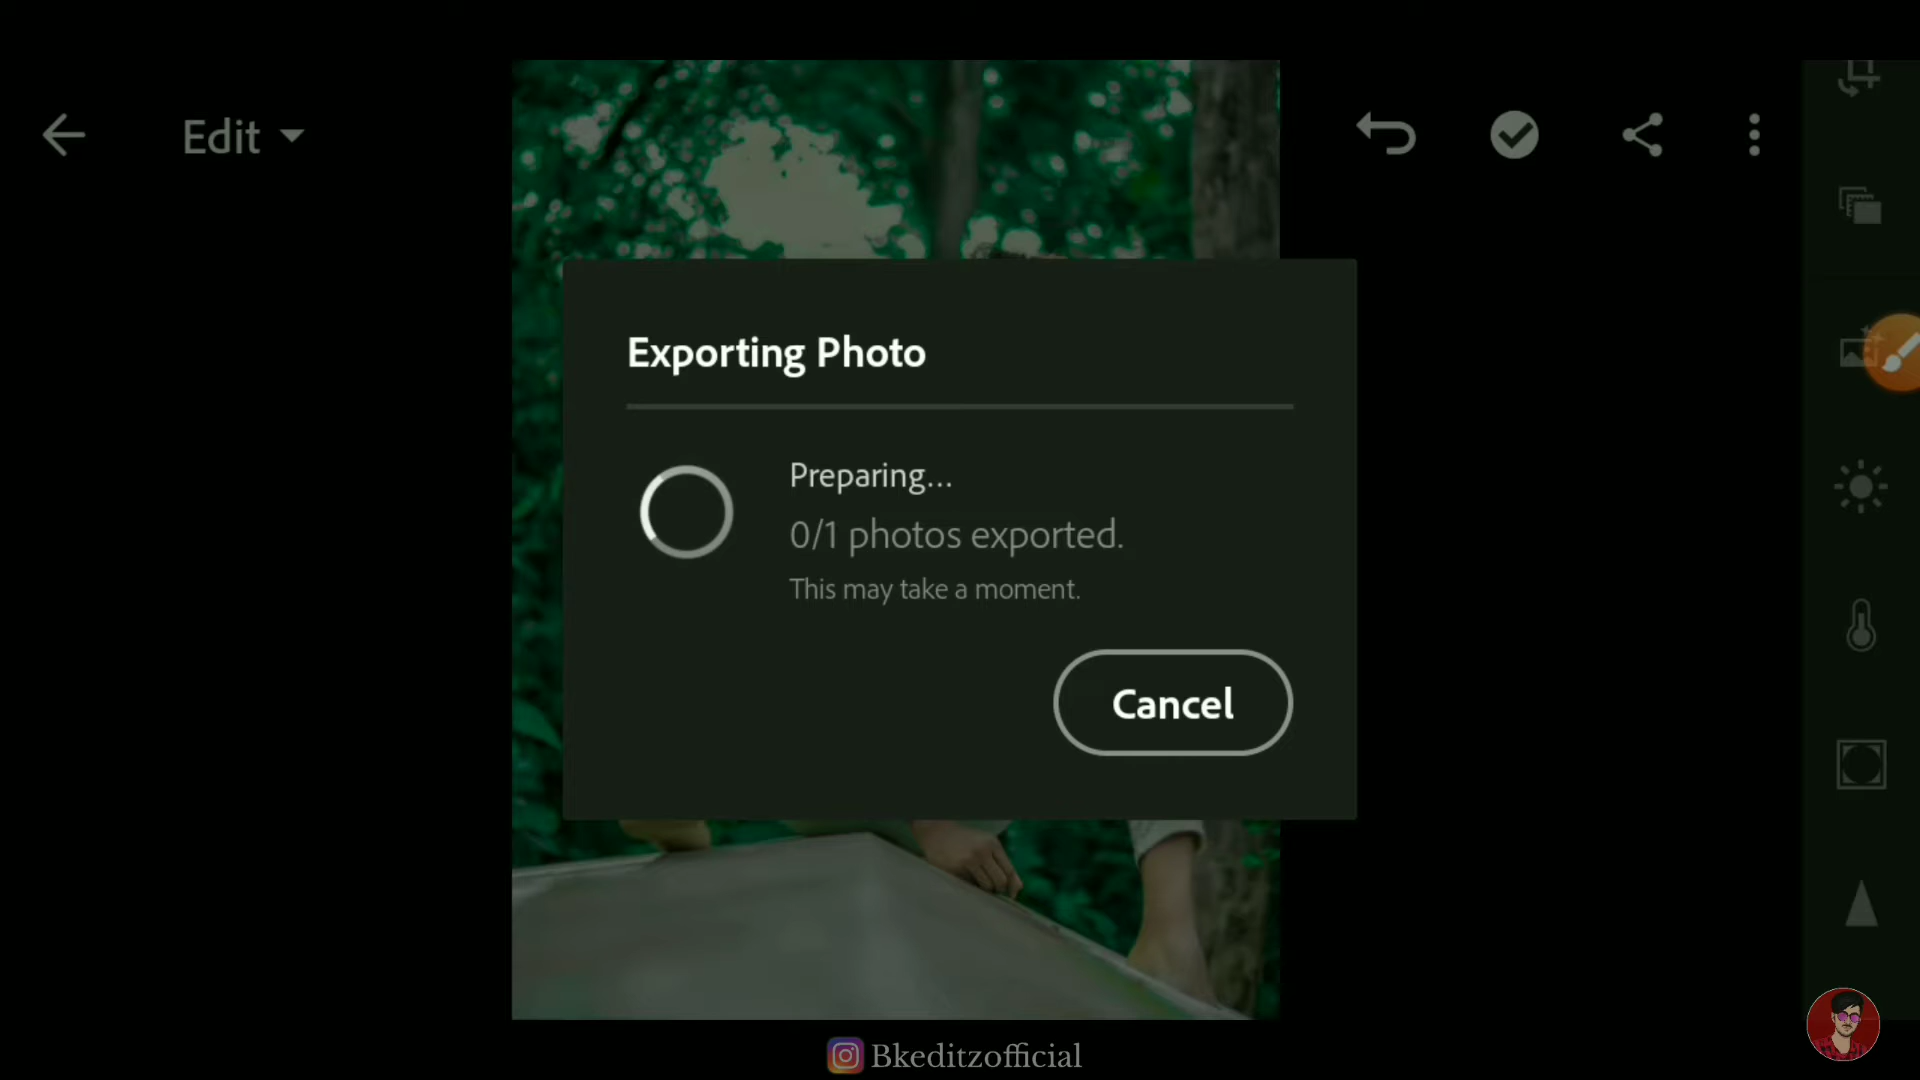 Edit
Exporting Photo
Preparing...
0/1 photos exported.
This may take a moment.
Cancel
Bkeditzofficial